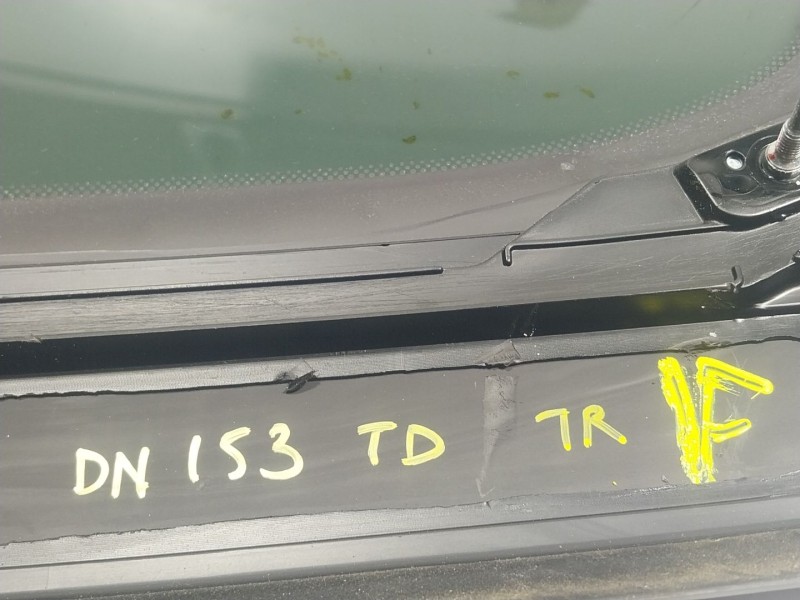 DN 153 TD TR F